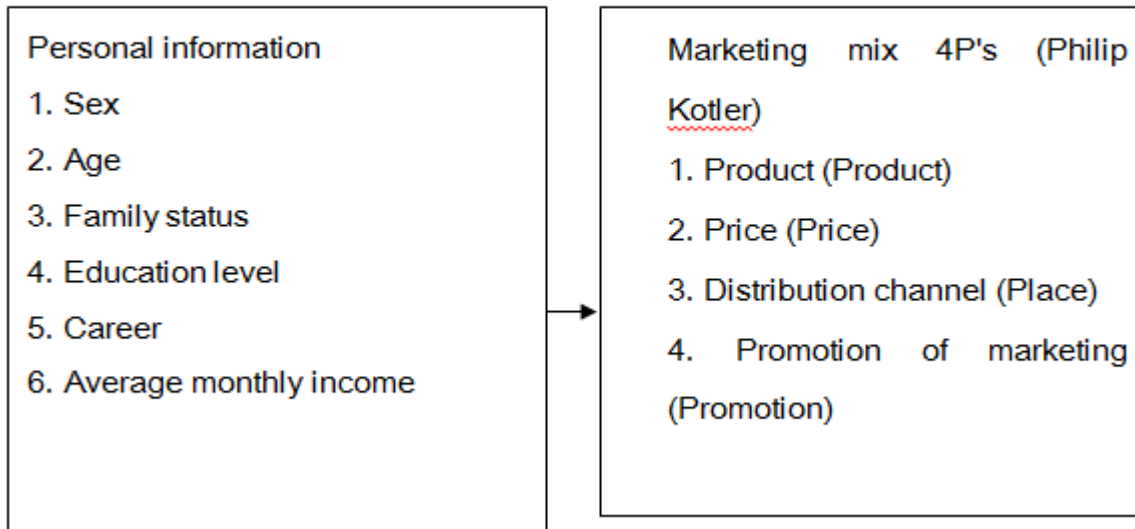 Personal information
1. Sex
2. Age
3. Family status
4. Education level
5. Career
6. Average monthly income
Marketing mix 4P's (Philip
Kotler)
1. Product (Product)
2. Price (Price)
3. Distribution channel (Place)
4. Promotion of marketing
(Promotion)